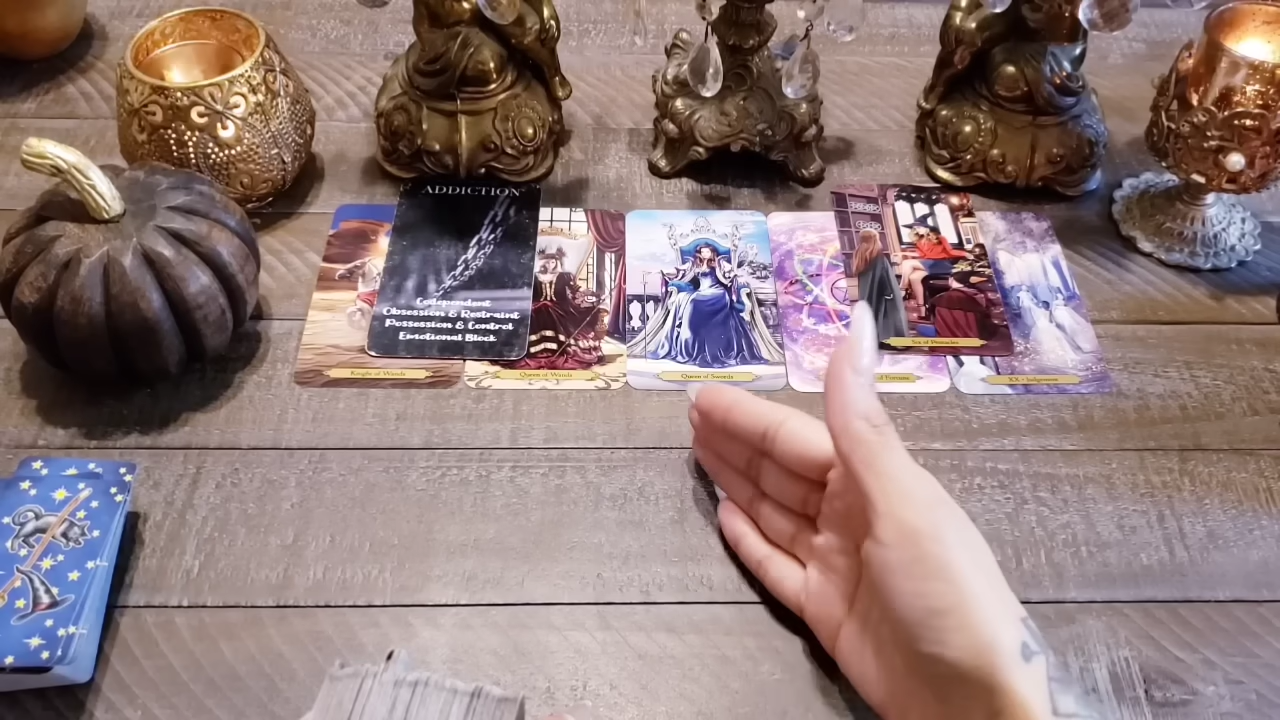 ADDICTION
Codependent
Obsession & Restraint
Possession & Control
Emotional Block
Knight of Wands
Queen of Wands
Queen of Swords
of Fortune
Six of Pentacles
XX • Judgement